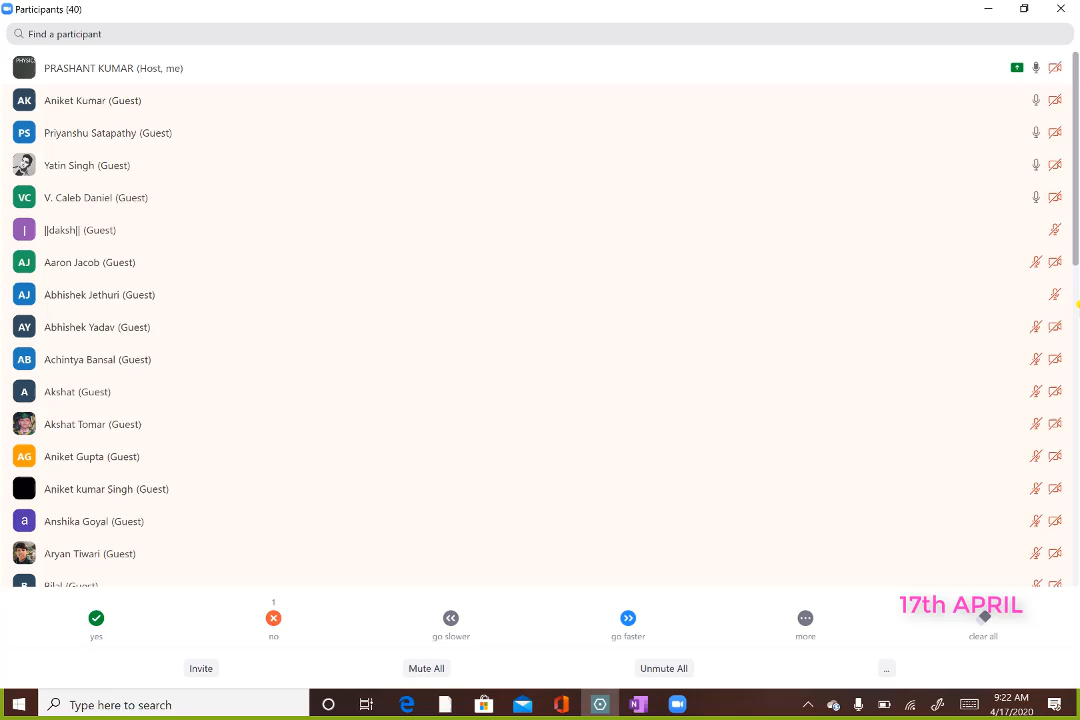 Participants (40)
Find a participant
PHYSIC
PRASHANT KUMAR (Host, me)
AK Aniket Kumar (Guest)
PS Priyanshu Satapathy (Guest)
Yatin Singh (Guest)
VC V. Caleb Daniel (Guest)
| ||daksh|| (Guest)
AJ Aaron Jacob (Guest)
AJ Abhishek Jethuri (Guest)
AY Abhishek Yadav (Guest)
AB Achintya Bansal (Guest)
A Akshat (Guest)
Akshat Tomar (Guest)
AG Aniket Gupta (Guest)
Aniket kumar Singh (Guest)
a Anshika Goyal (Guest)
Aryan Tiwari (Guest)
B Bilal (Guest)
1
17th APRIL
yes no go slower go faster more clear all
Invite Mute All Unmute All ...
Type here to search
9:22 AM
4/17/2020